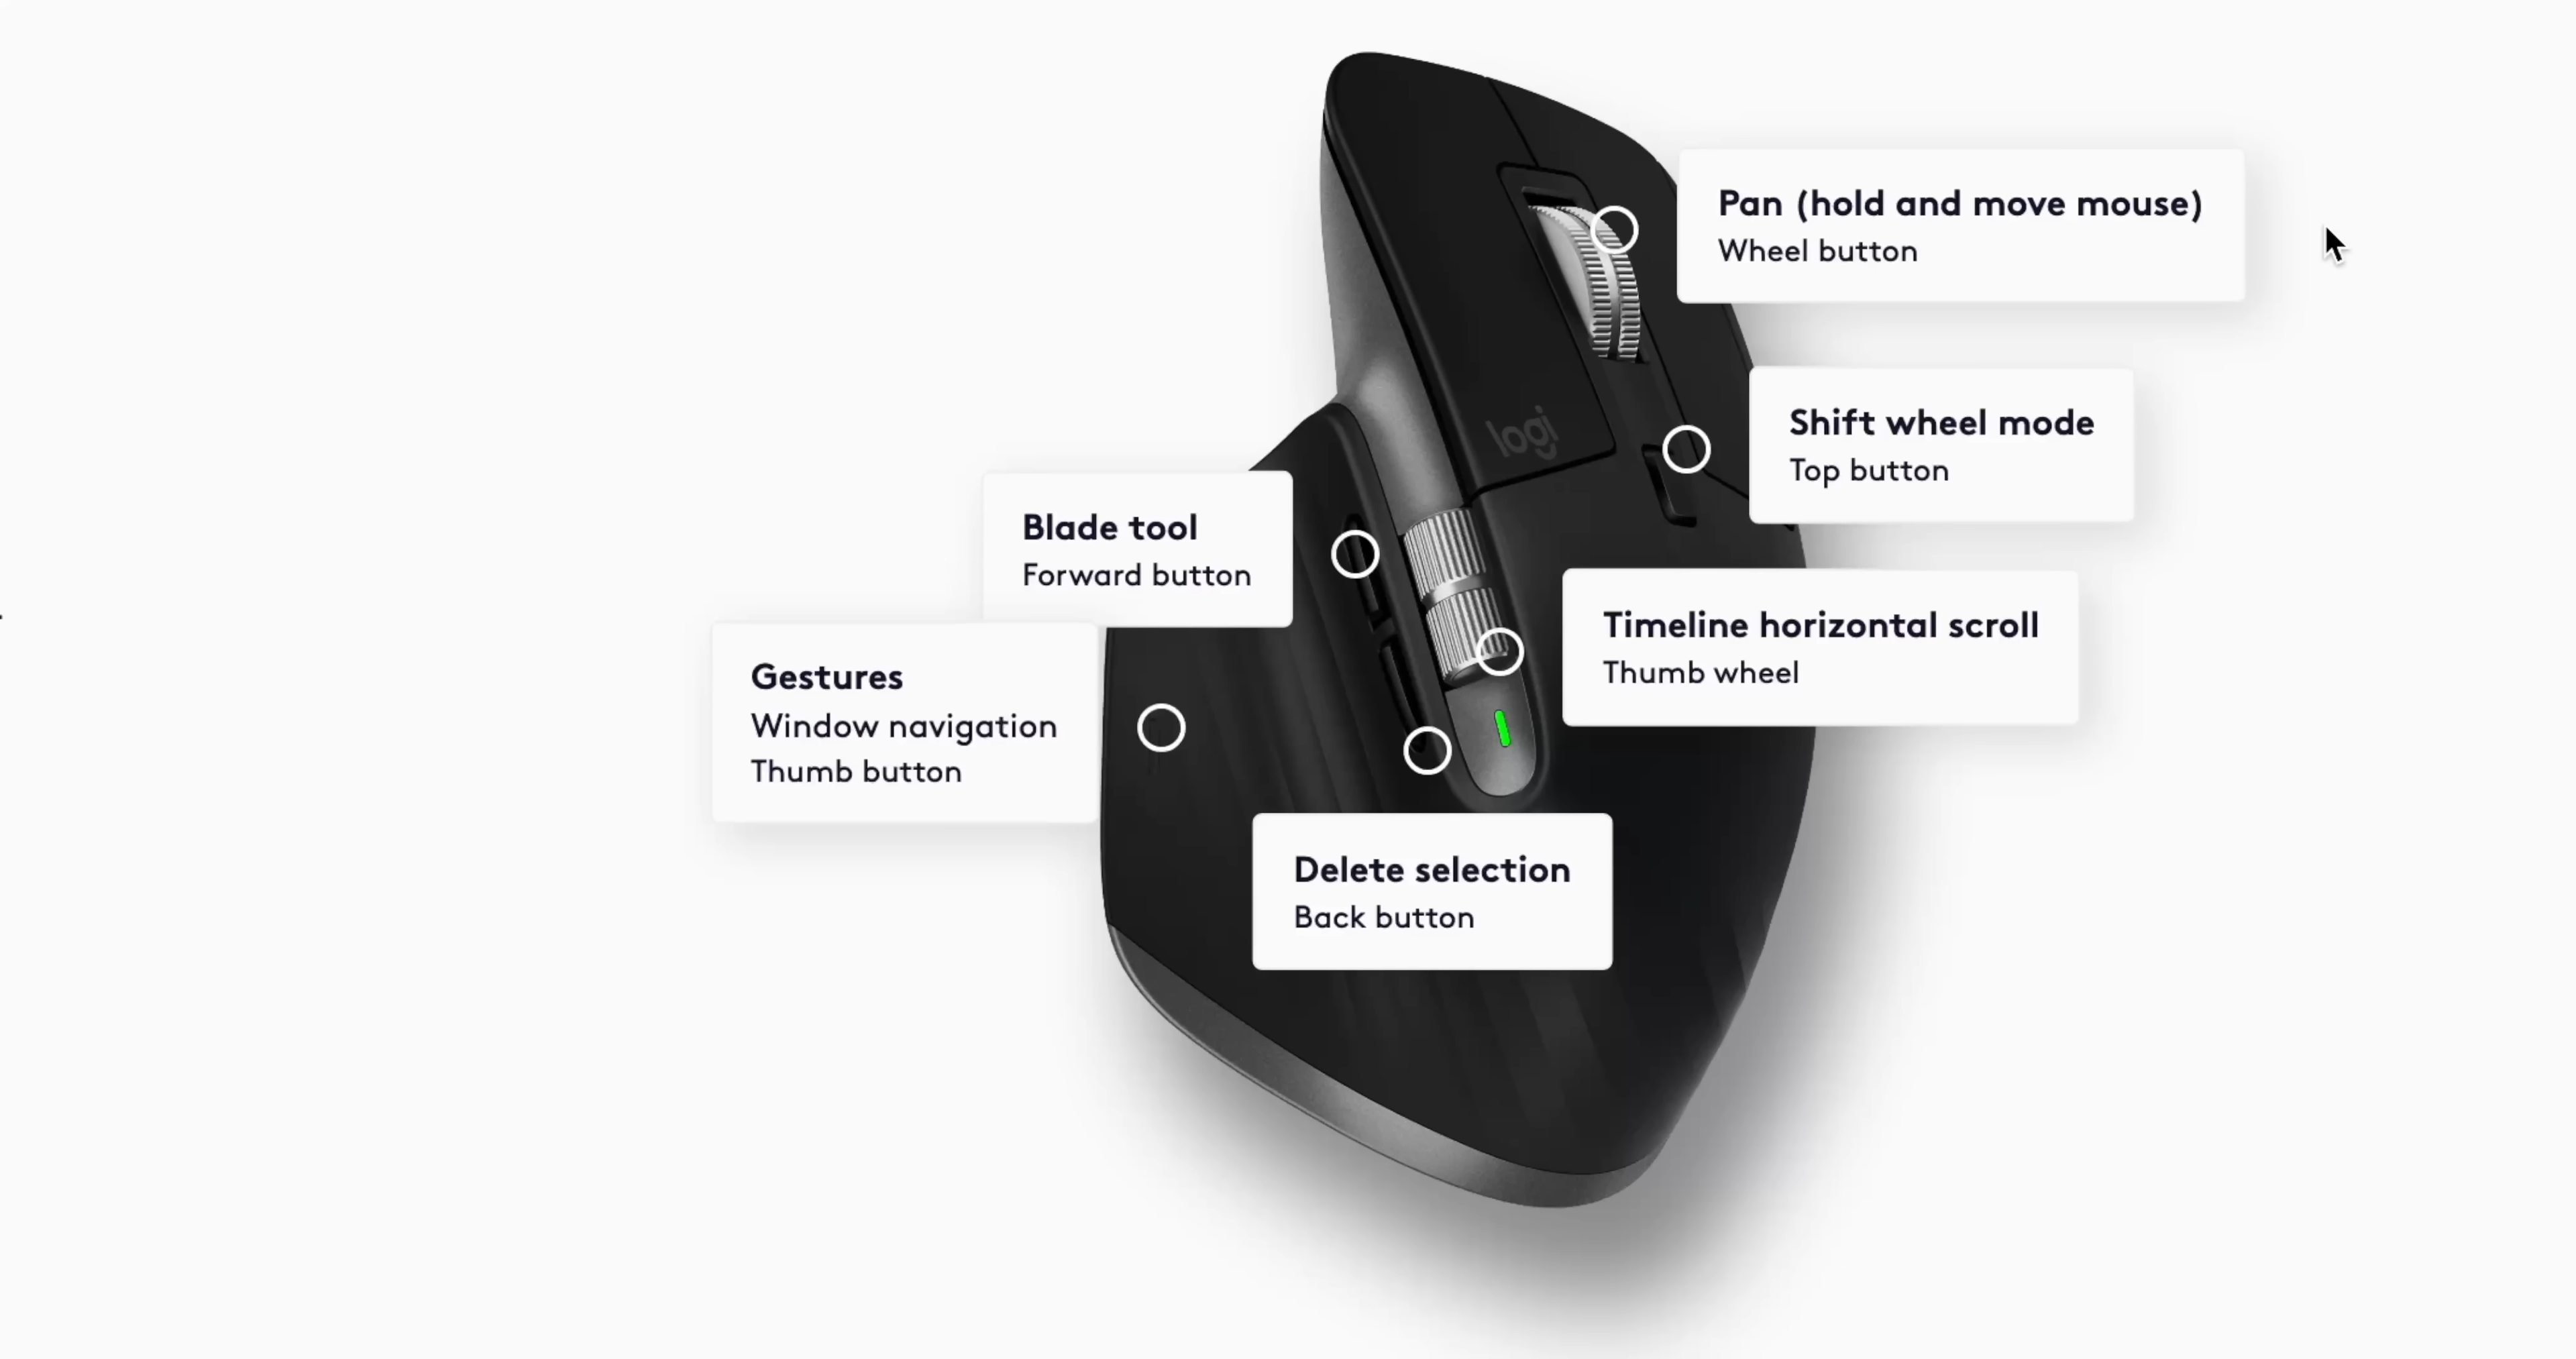 Pan (hold and move mouse)
Wheel button
Shift wheel mode
Top button
logi
Blade tool
Forward button
Timeline horizontal scroll
Thumb wheel
Gestures
Window navigation
Thumb button
Delete selection
Back button